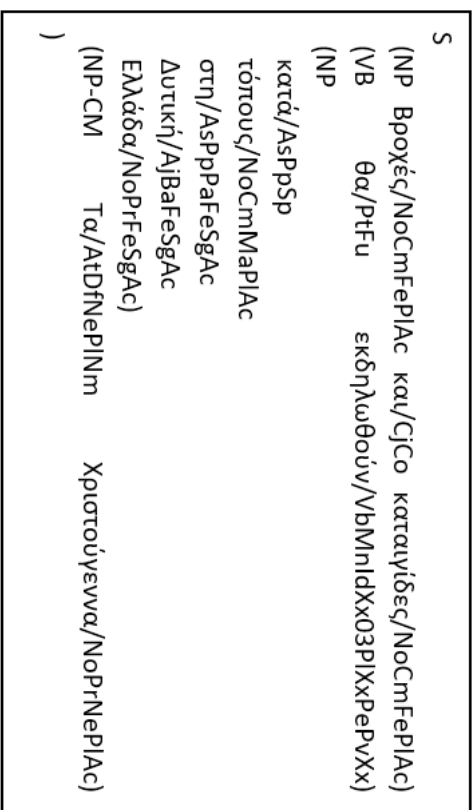 S
(NP Βροχές/NoCmFePlAc και/CjCo καταιγίδες/NoCmFePlAc)
(VB θα/PtFu εκδηλωθούν/VbMnIdXx03PlXxPePvXx)
(NP
κατά/AsPpSp
τόπους/NoCmMaPlAc
στη/AsPpPaFeSgAc
Δυτική/AjBaFeSgAc
Ελλάδα/NoPrFeSgAc)
(NP-CM Τα/AtDfNePlNm Χριστούγεννα/NoPrNePlAc)
)